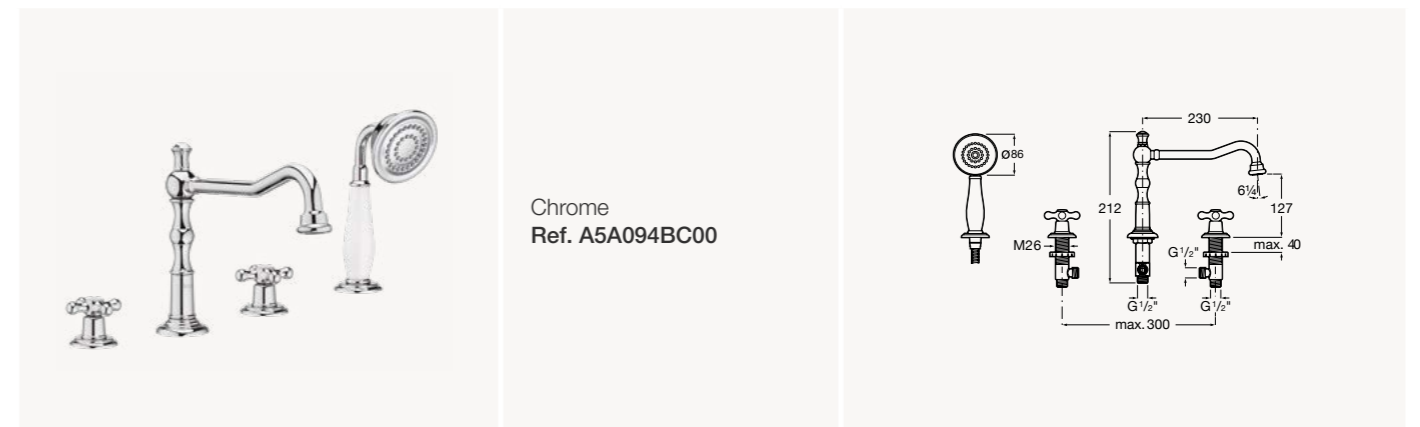 Chrome
Ref. A5A094BC00
230
Ø86
6¼
212
127
M26
max. 40
G1/2"
G1/2"
G1/2"
max. 300